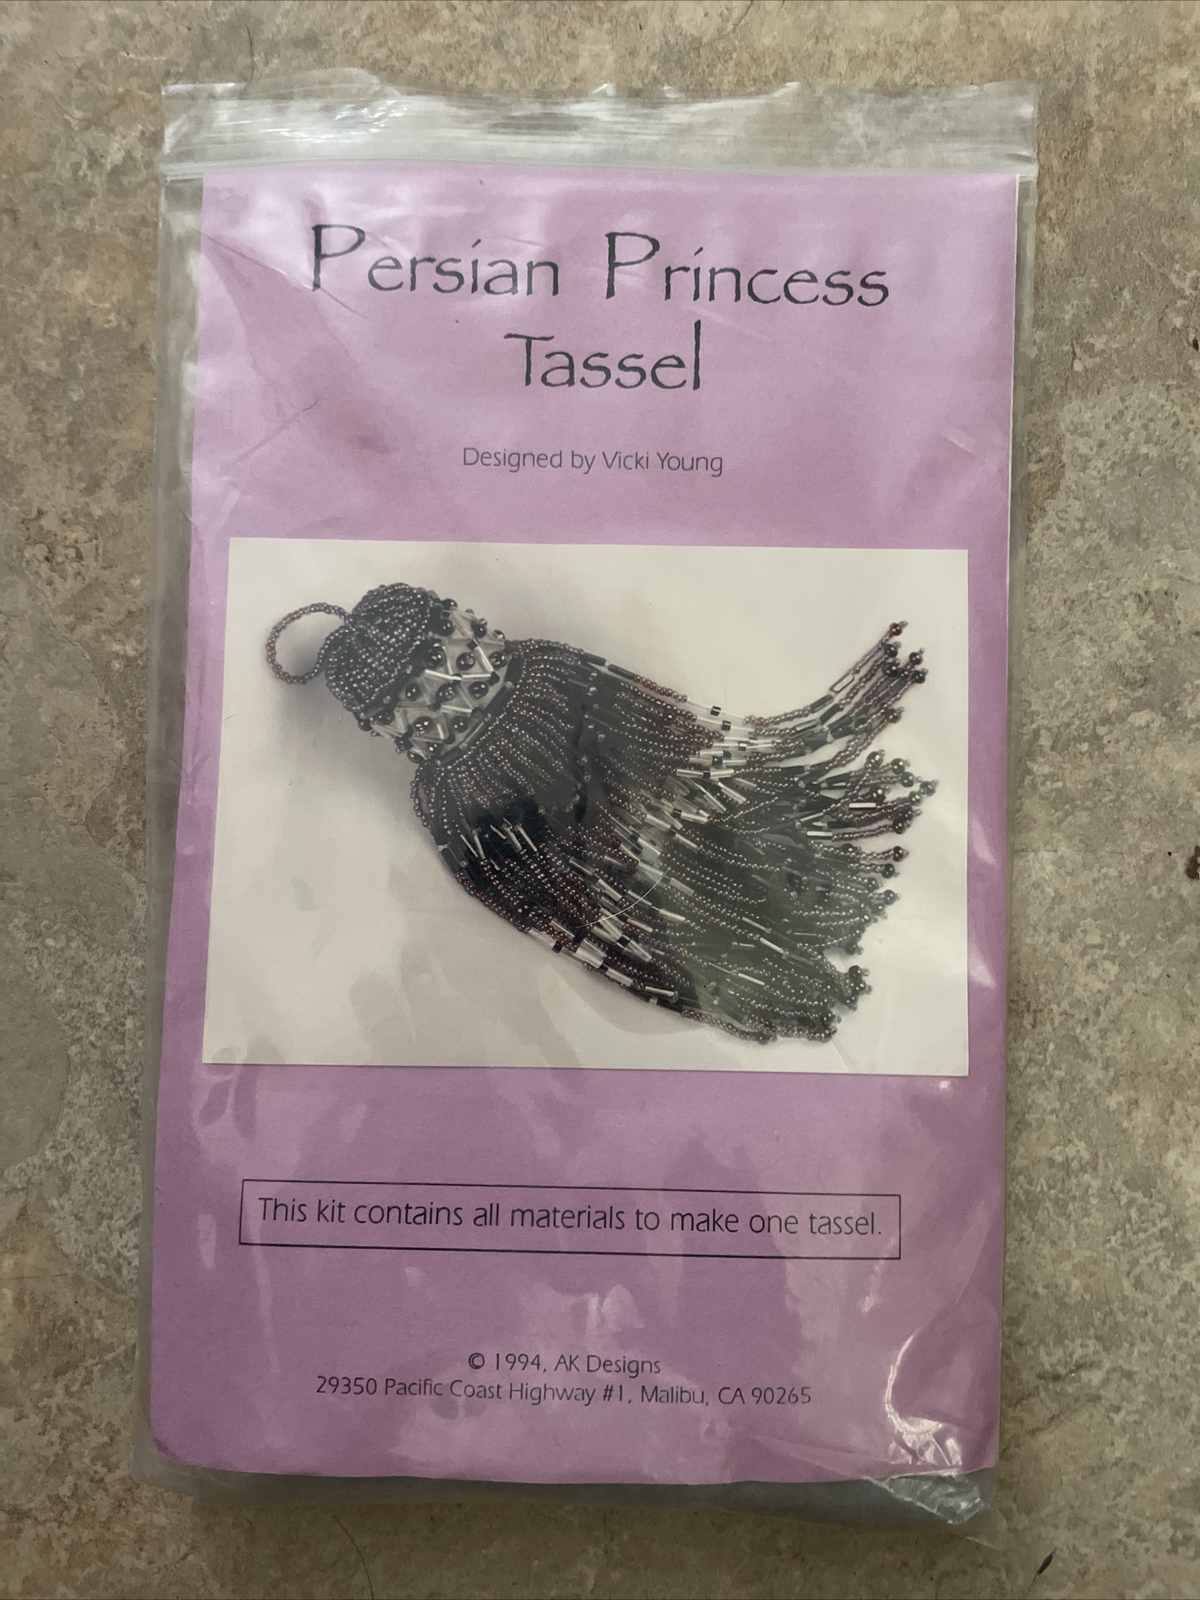 Persian Princess
Tassel
Designed by Vicki Young
This kit contains all materials to make one tassel.
© 1994, AK Designs
29350 Pacific Coast Highway #1, Malibu, CA 90265